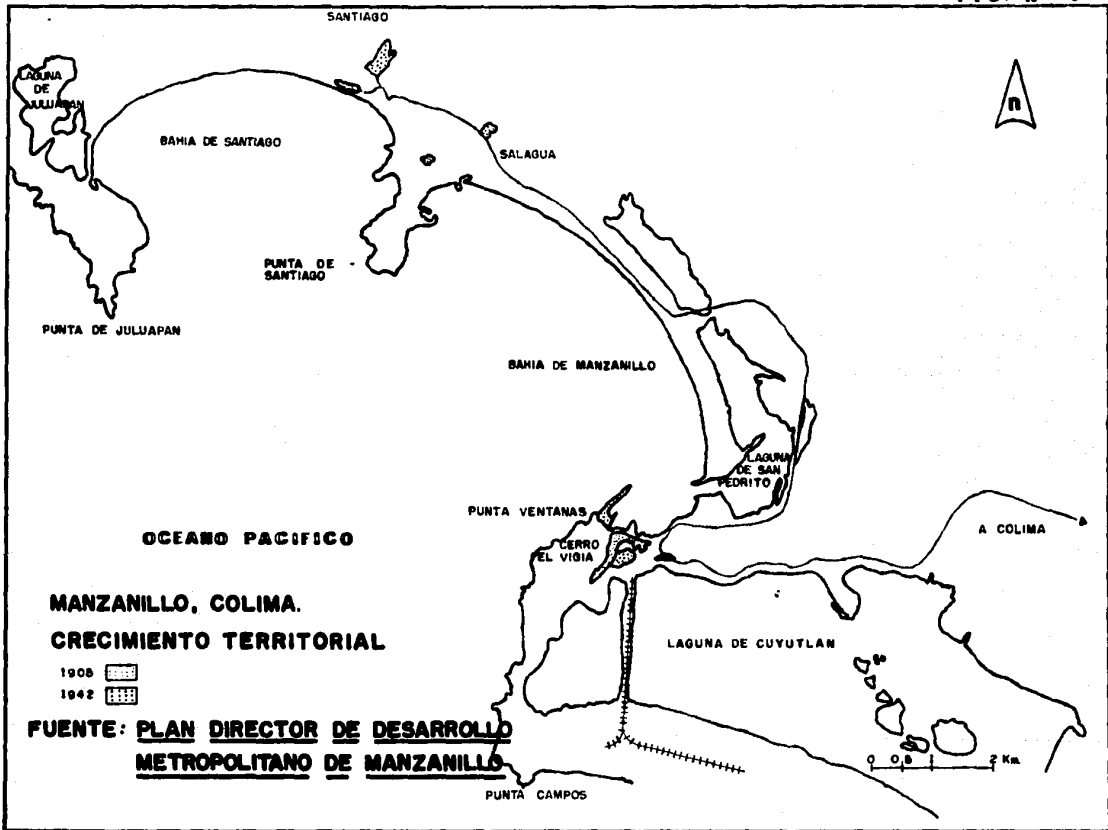 SANTIAGO
LAGUNA
DE
JULUAPAN
BAHIA DE SANTIAGO
SALAGUA
n
PUNTA DE
SANTIAGO
PUNTA DE JULUAPAN
BAHIA DE MANZANILLO
LAGUNA
DE SAN
PEDRITO
PUNTA VENTANAS
CERRO
EL VIGIA
A COLIMA
OCEANO PACIFICO
MANZANILLO, COLIMA.
CRECIMIENTO TERRITORIAL
LAGUNA DE CUYUTLAN
1905
1942
FUENTE: PLAN DIRECTOR DE DESARROLLO
METROPOLITANO DE MANZANILLO
0 0.5 1 2 Km.
PUNTA CAMPOS